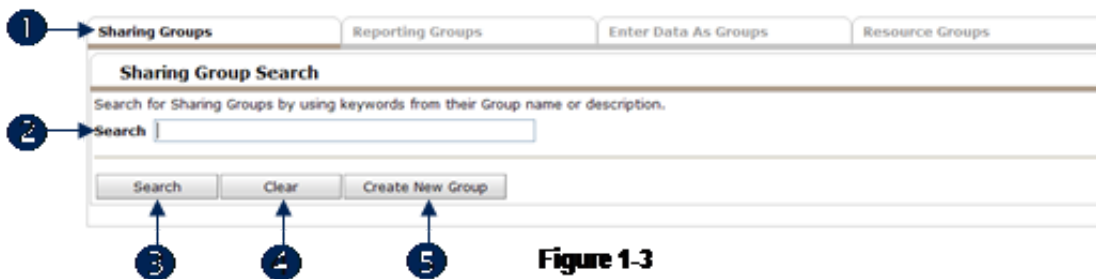 1 Sharing Groups Reporting Groups Enter Data As Groups Resource Groups
Sharing Group Search
Search for Sharing Groups by using keywords from their Group name or description.
2 Search
Search Clear Create New Group
3 4 5 Figure 1-3